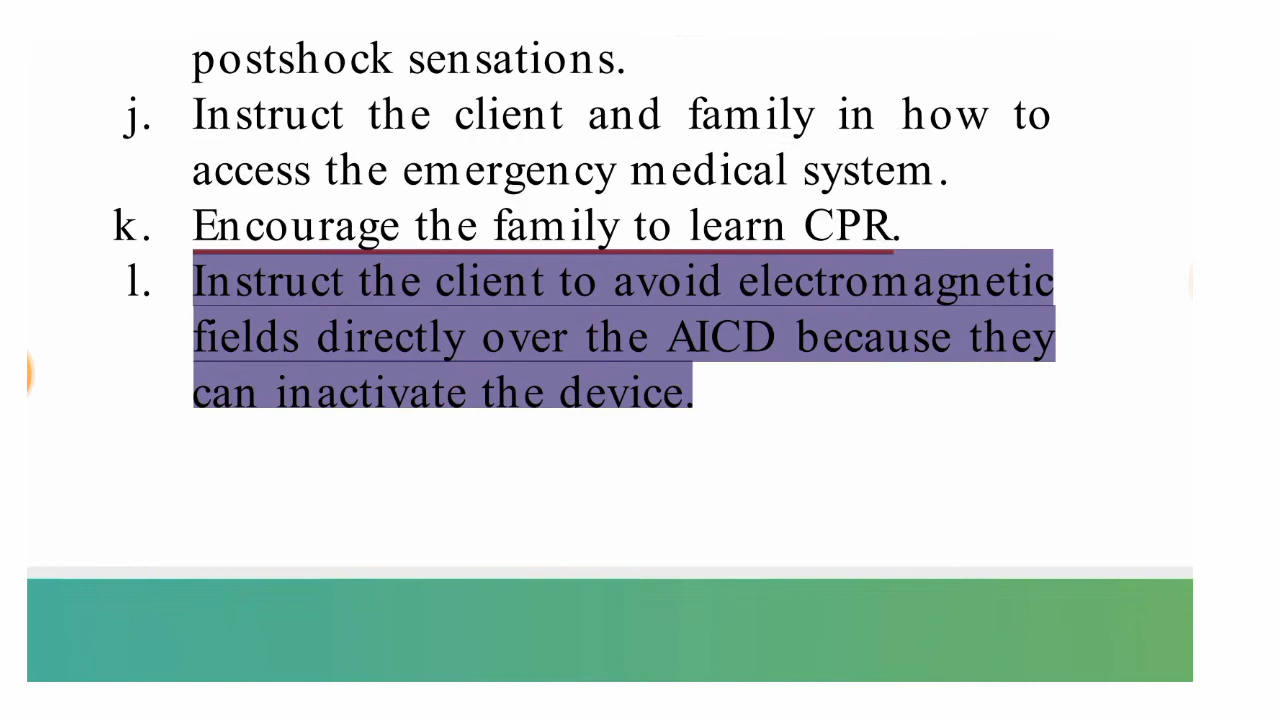 postshock sensations.
j. Instruct the client and family in how to
access the emergency medical system.
k. Encourage the family to learn CPR.
l. Instruct the client to avoid electromagnetic
fields directly over the AICD because they
can inactivate the device.